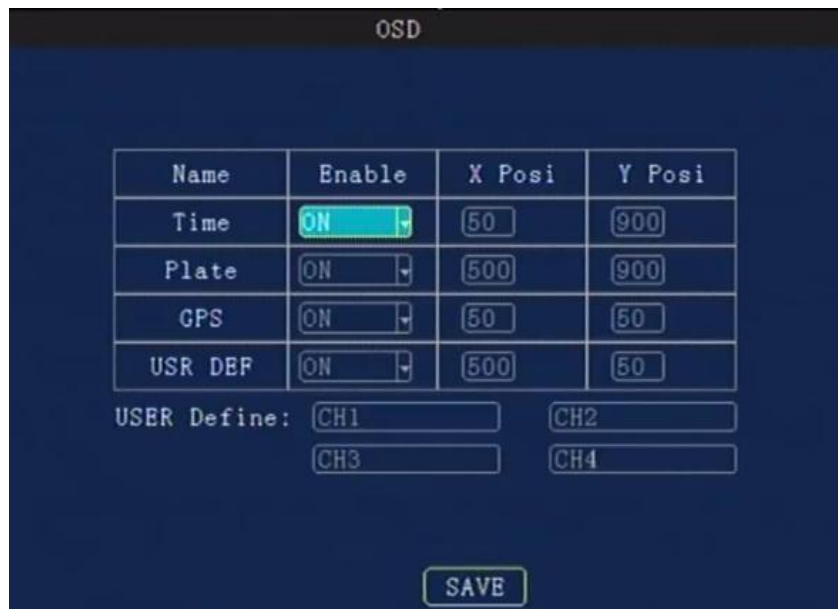 OSD
Name Enable X Posi Y Posi
Time ON 50 900
Plate ON 500 900
GPS ON 50 50
USR DEF ON 500 50
USER Define: CH1 CH2
CH3 CH4
SAVE